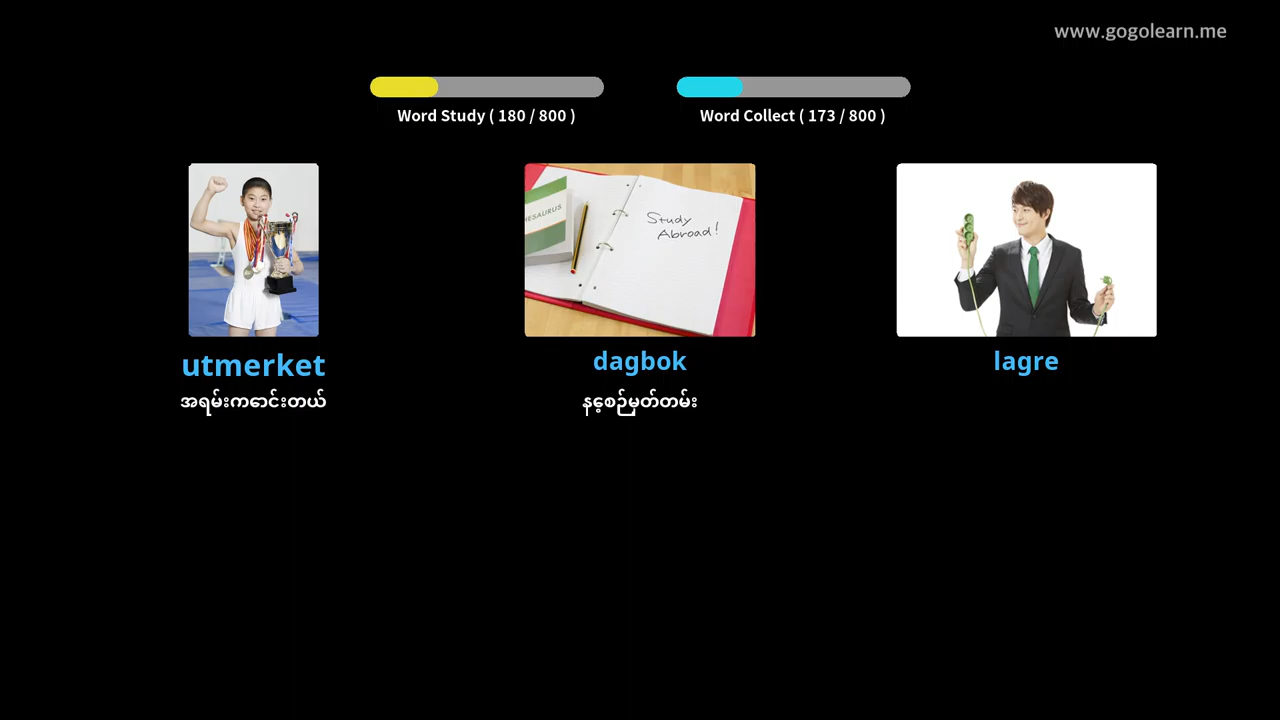 www.gogolearn.me
Word Study ( 180 / 800 )
Word Collect ( 173 / 800 )
THESAURUS
Study
Abroad!
utmerket
dagbok
lagre
အရမ်းကောင်းတယ်
နေ့စဉ်မှတ်တမ်း